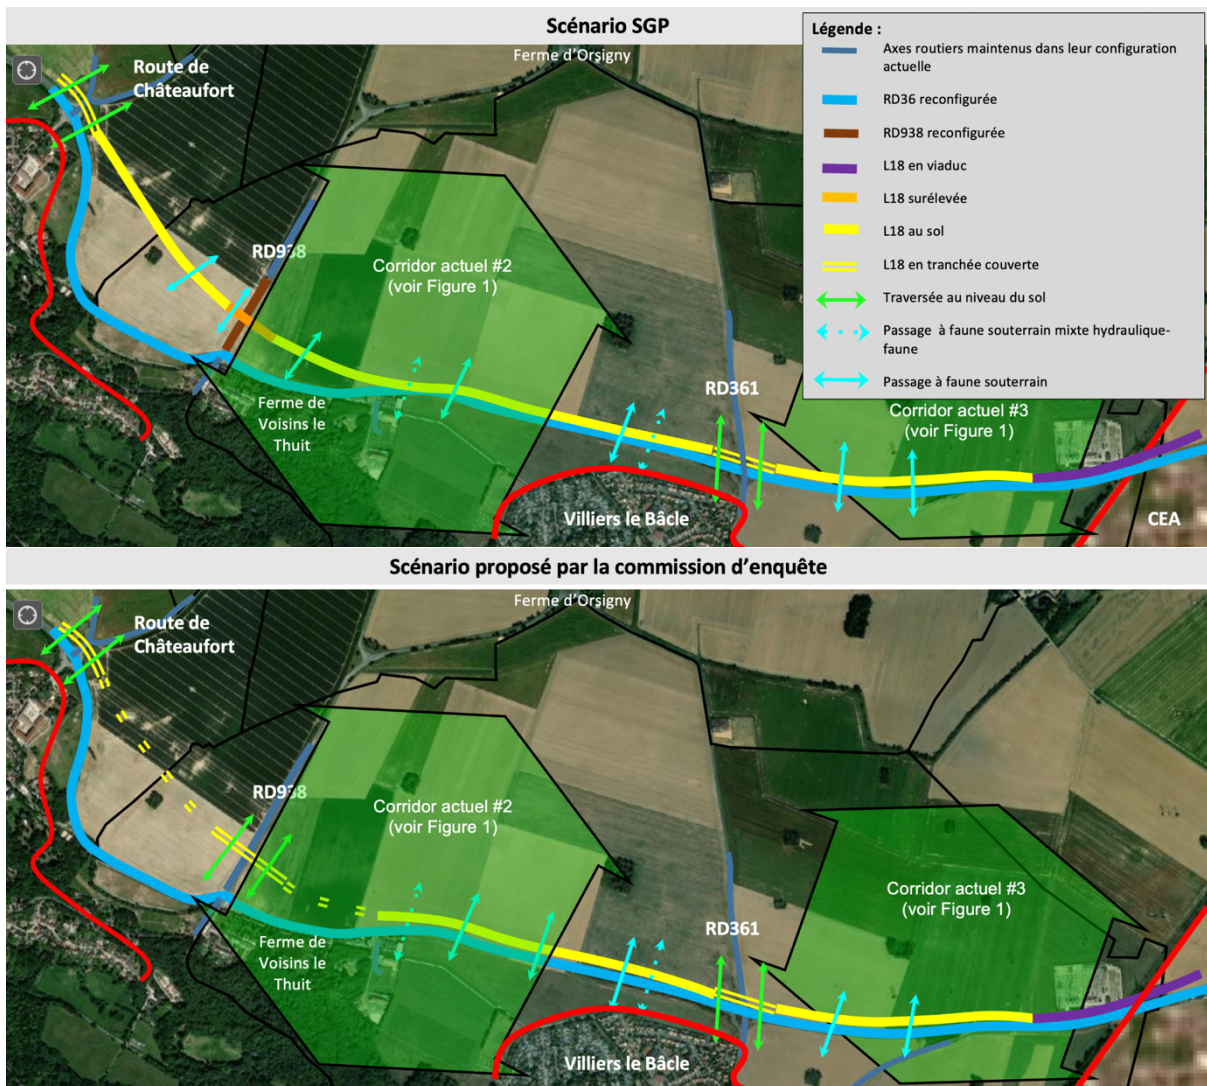 Scénario SGP
Légende :
Axes routiers maintenus dans leur configuration
actuelle
RD36 reconfigurée
RD938 reconfigurée
L18 en viaduc
L18 surélevée
L18 au sol
L18 en tranchée couverte
Traversée au niveau du sol
Passage à faune souterrain mixte hydraulique-
faune
Passage à faune souterrain
Ferme d'Orsigny
Route de
Châteaufort
RD938
Corridor actuel #2
(voir Figure 1)
RD361
Ferme de
Voisins le
Thuit
Corridor actuel #3
(voir Figure 1)
Villiers le Bâcle
CEA
Scénario proposé par la commission d'enquête
Ferme d'Orsigny
Route de
Châteaufort
RD938
Corridor actuel #2
(voir Figure 1)
Corridor actuel #3
(voir Figure 1)
RD361
Ferme de
Voisins le
Thuit
Villiers le Bâcle
CEA